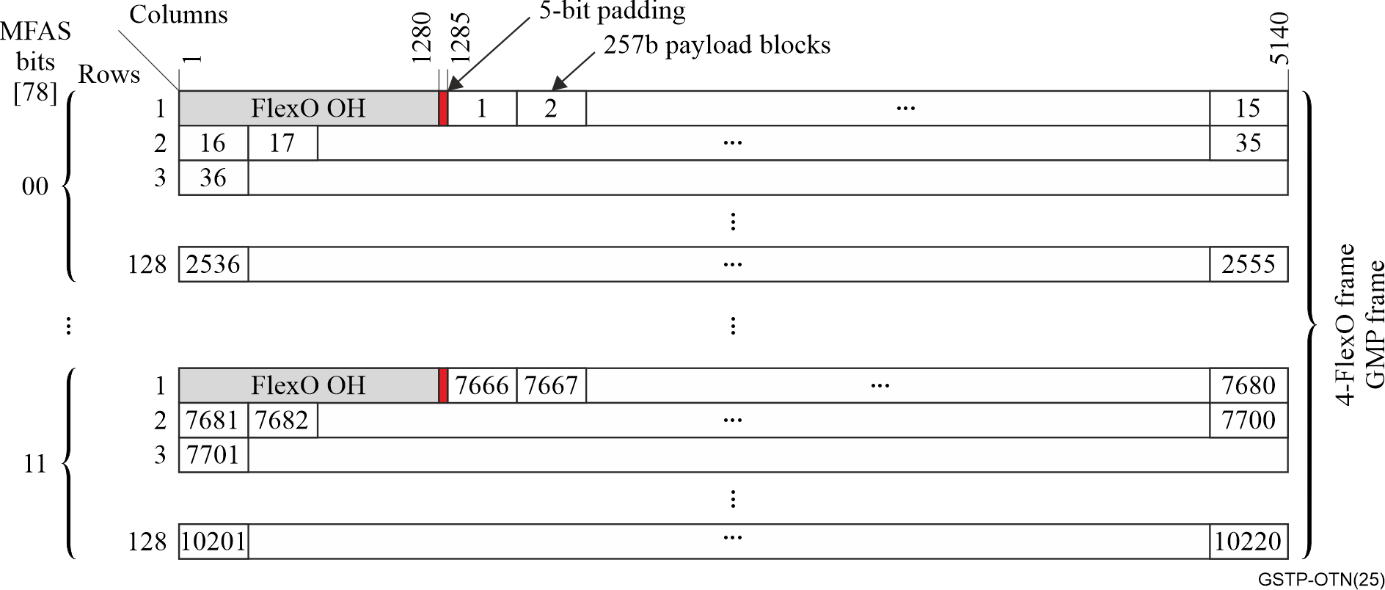 Columns
5-bit padding
MFAS
bits
[78]
Rows
1
1280
1285
257b payload blocks
5140
1 FlexO OH 1 2 ... 15
2 16 17 ... 35
00
3 36
⋮
128 2536 ... 2555
⋮ ⋮
1 FlexO OH 7666 7667 ... 7680
2 7681 7682 ... 7700
11
3 7701
⋮
128 10201 ... 10220
4-FlexO frame
GMP frame
GSTP-OTN(25)